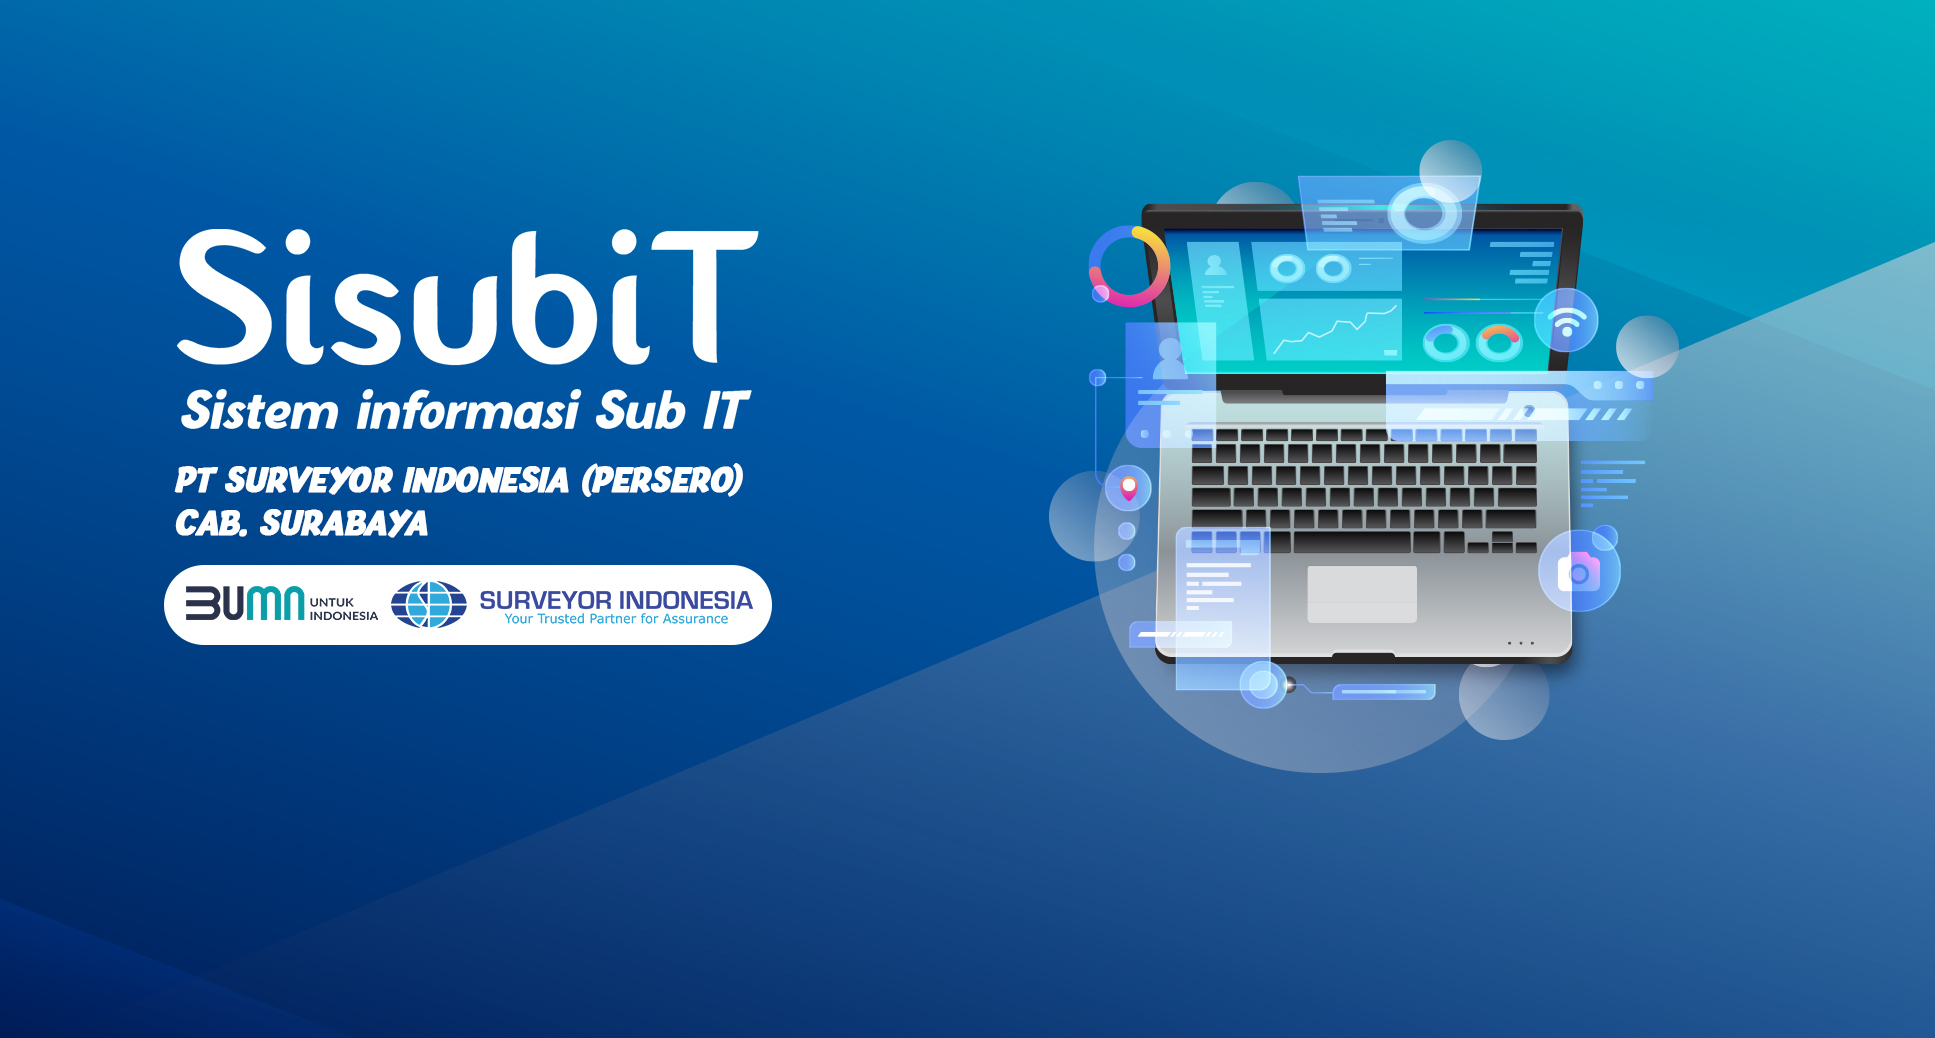 SisubiT
Sistem informasi Sub IT
PT SURVEYOR INDONESIA (PERSERO)
CAB. SURABAYA
BUMN UNTUK INDONESIA
SURVEYOR INDONESIA
Your Trusted Partner for Assurance